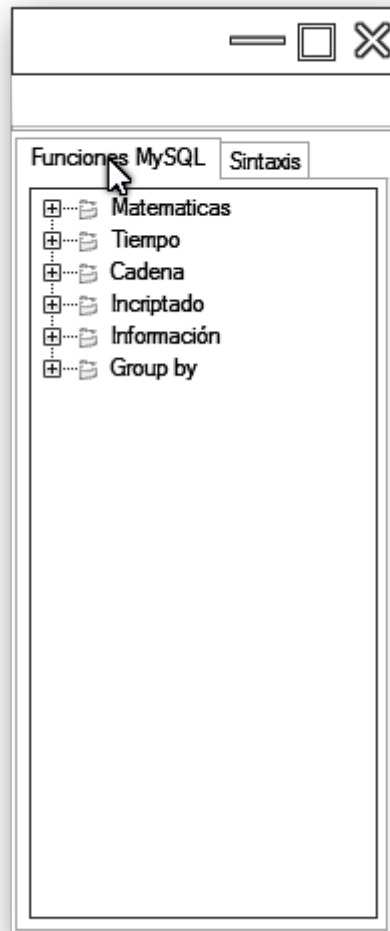 Funciones MySQL Sintaxis
Matematicas
Tiempo
Cadena
Incriptado
Información
Group by